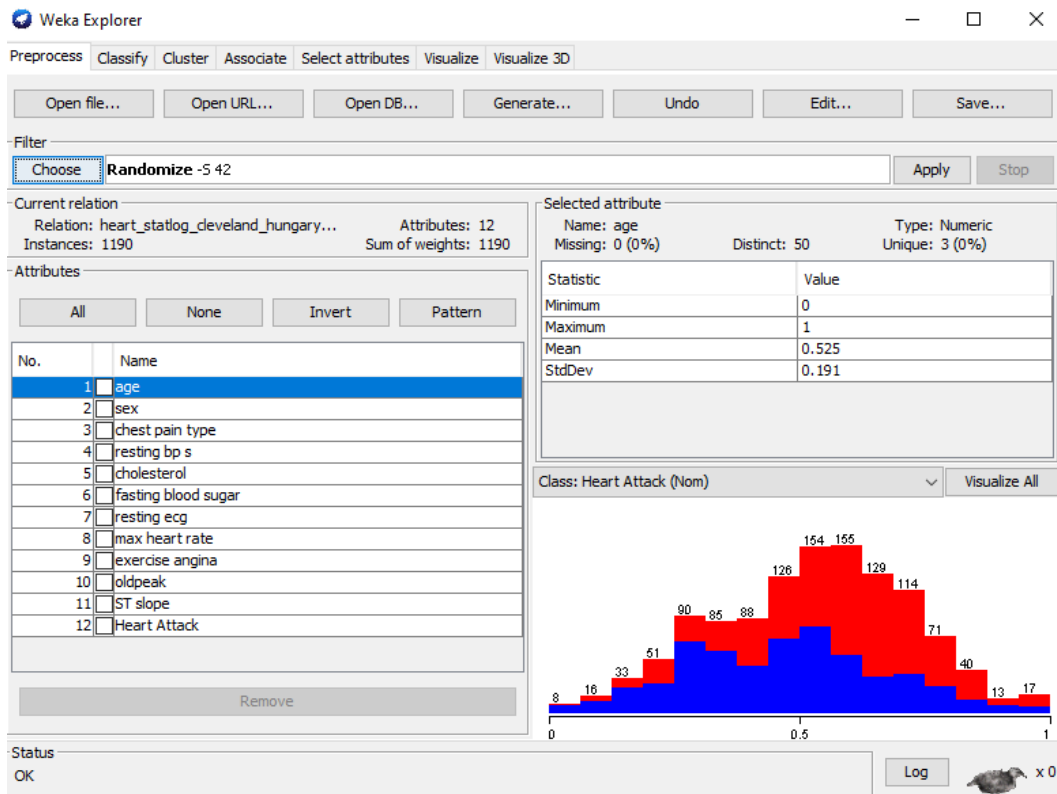 Weka Explorer
Preprocess Classify Cluster Associate Select attributes Visualize Visualize 3D
Open file... Open URL... Open DB... Generate... Undo Edit... Save...
Filter
Choose Randomize -S 42 Apply Stop
Current relation
Relation: heart_statlog_cleveland_hungary... Attributes: 12
Instances: 1190 Sum of weights: 1190
Attributes
All None Invert Pattern
No. Name
1 age
2 sex
3 chest pain type
4 resting bp s
5 cholesterol
6 fasting blood sugar
7 resting ecg
8 max heart rate
9 exercise angina
10 oldpeak
11 ST slope
12 Heart Attack
Remove
Selected attribute
Name: age Type: Numeric
Missing: 0 (0%) Distinct: 50 Unique: 3 (0%)
Statistic Value
Minimum 0
Maximum 1
Mean 0.525
StdDev 0.191
Class: Heart Attack (Nom) Visualize All
8 16 33 51 90 85 88 126 154 155 129 114 71 40 13 17
0 0.5 1
Status
OK
Log x 0